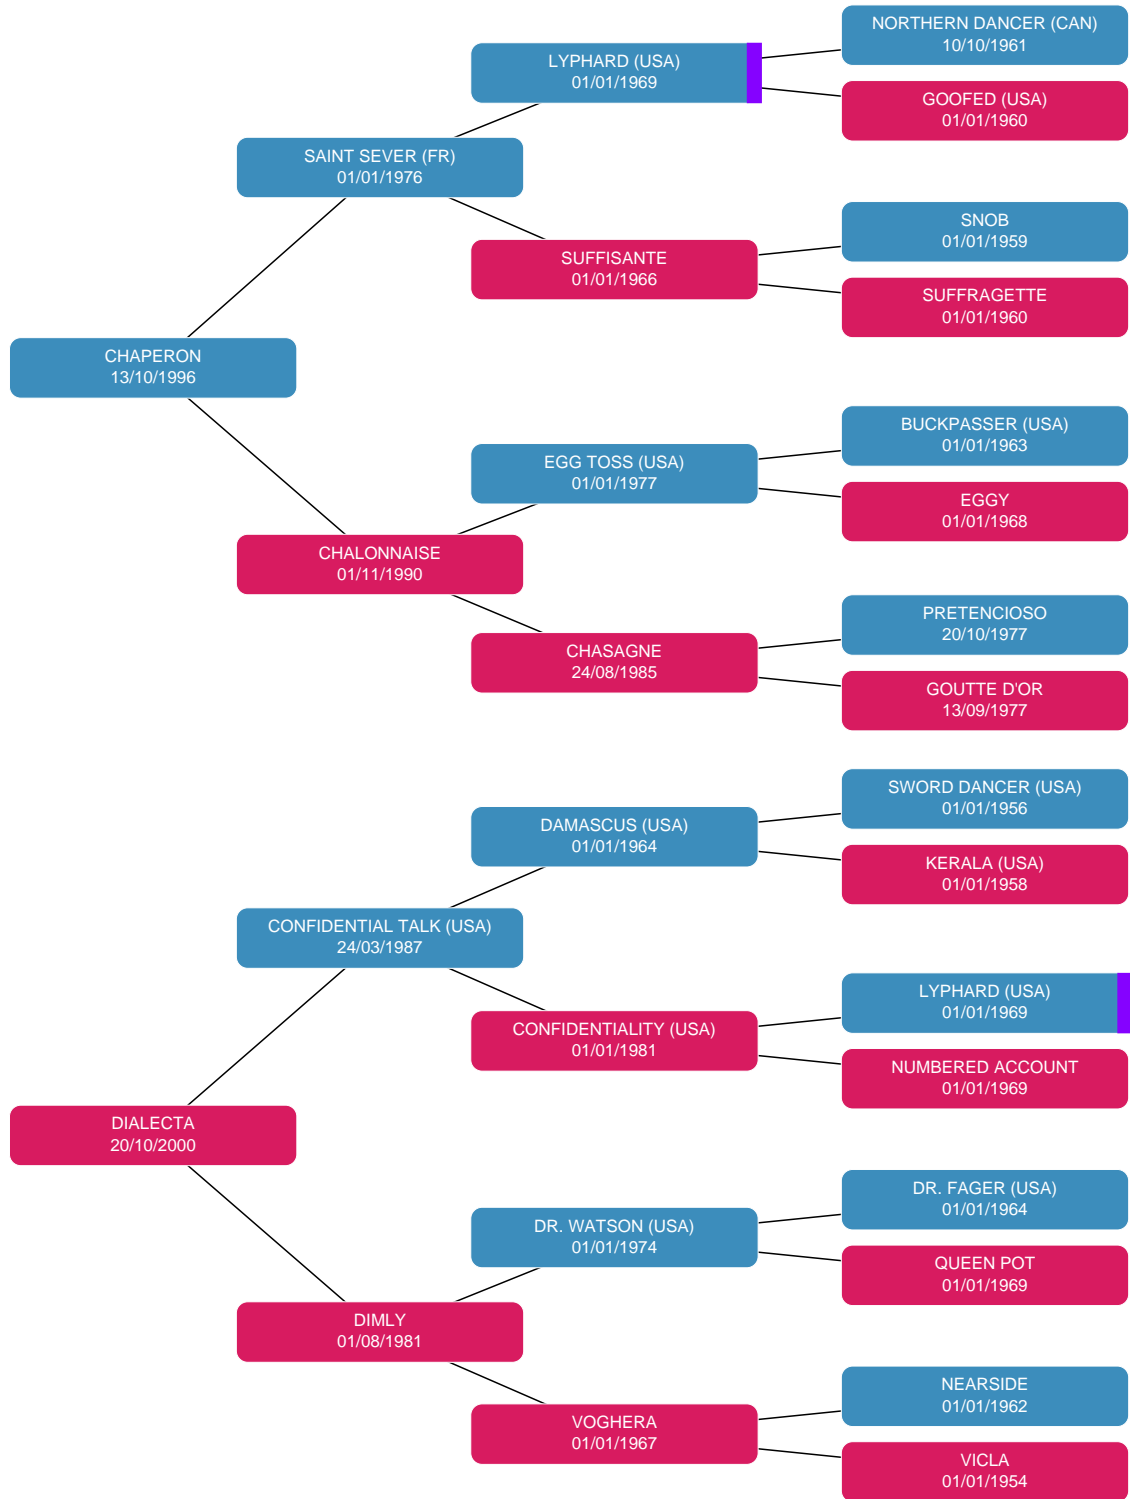 NORTHERN DANCER (CAN)
10/10/1961
LYPHARD (USA)
01/01/1969
GOOFED (USA)
01/01/1960
SAINT SEVER (FR)
01/01/1976
SNOB
01/01/1959
SUFFISANTE
01/01/1966
SUFFRAGETTE
01/01/1960
CHAPERON
13/10/1996
BUCKPASSER (USA)
01/01/1963
EGG TOSS (USA)
01/01/1977
EGGY
01/01/1968
CHALONNAISE
01/11/1990
PRETENCIOSO
20/10/1977
CHASAGNE
24/08/1985
GOUTTE D'OR
13/09/1977
SWORD DANCER (USA)
01/01/1956
DAMASCUS (USA)
01/01/1964
KERALA (USA)
01/01/1958
CONFIDENTIAL TALK (USA)
24/03/1987
LYPHARD (USA)
01/01/1969
CONFIDENTIALITY (USA)
01/01/1981
NUMBERED ACCOUNT
01/01/1969
DIALECTA
20/10/2000
DR. FAGER (USA)
01/01/1964
DR. WATSON (USA)
01/01/1974
QUEEN POT
01/01/1969
DIMLY
01/08/1981
NEARSIDE
01/01/1962
VOGHERA
01/01/1967
VICLA
01/01/1954